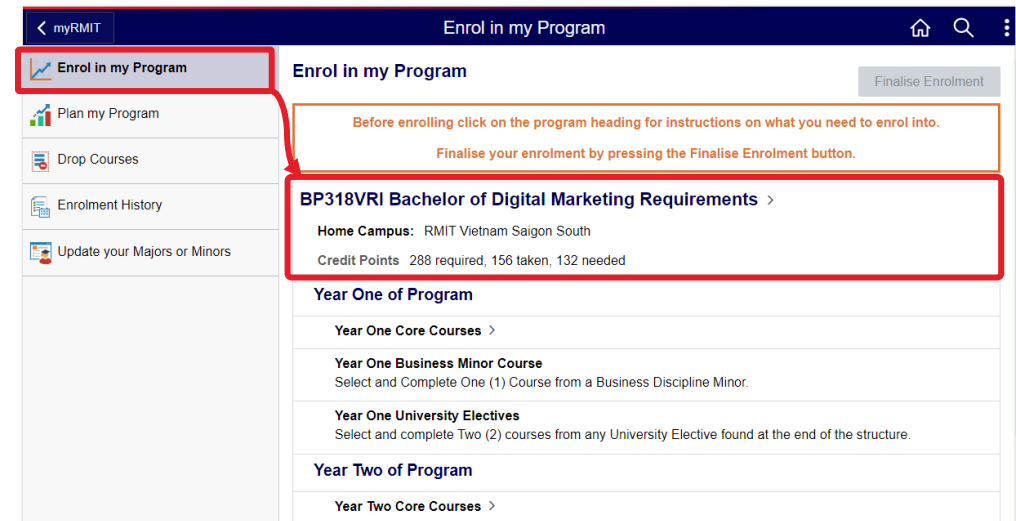 myRMIT
Enrol in my Program
Enrol in my Program
Plan my Program
Drop Courses
Enrolment History
Update your Majors or Minors
Enrol in my Program
Finalise Enrolment
Before enrolling click on the program heading for instructions on what you need to enrol into.
Finalise your enrolment by pressing the Finalise Enrolment button.
BP318VRI Bachelor of Digital Marketing Requirements
Home Campus: RMIT Vietnam Saigon South
Credit Points 288 required, 156 taken, 132 needed
Year One of Program
Year One Core Courses
Year One Business Minor Course
Select and Complete One (1) Course from a Business Discipline Minor.
Year One University Electives
Select and complete Two (2) courses from any University Elective found at the end of the structure.
Year Two of Program
Year Two Core Courses